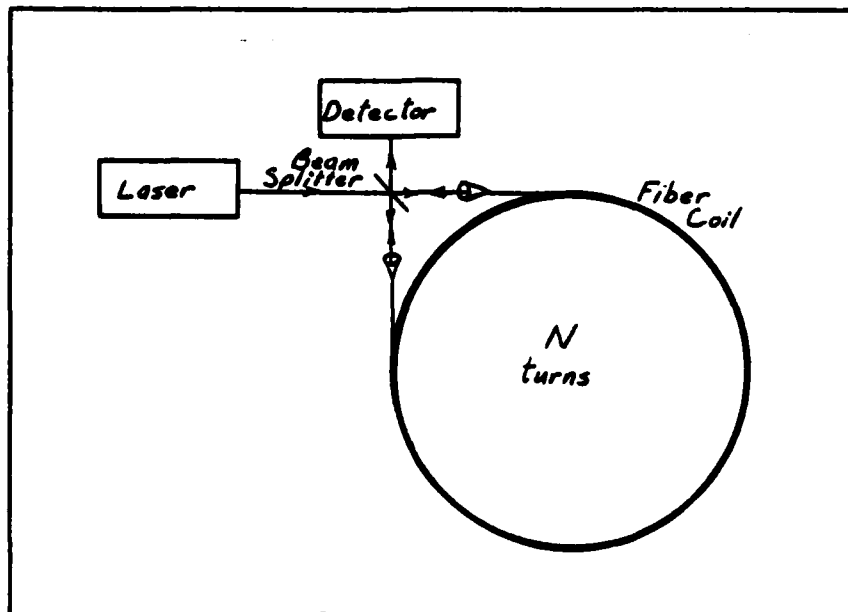 Detector
Laser
Beam
Splitter
Fiber
Coil
N
turns